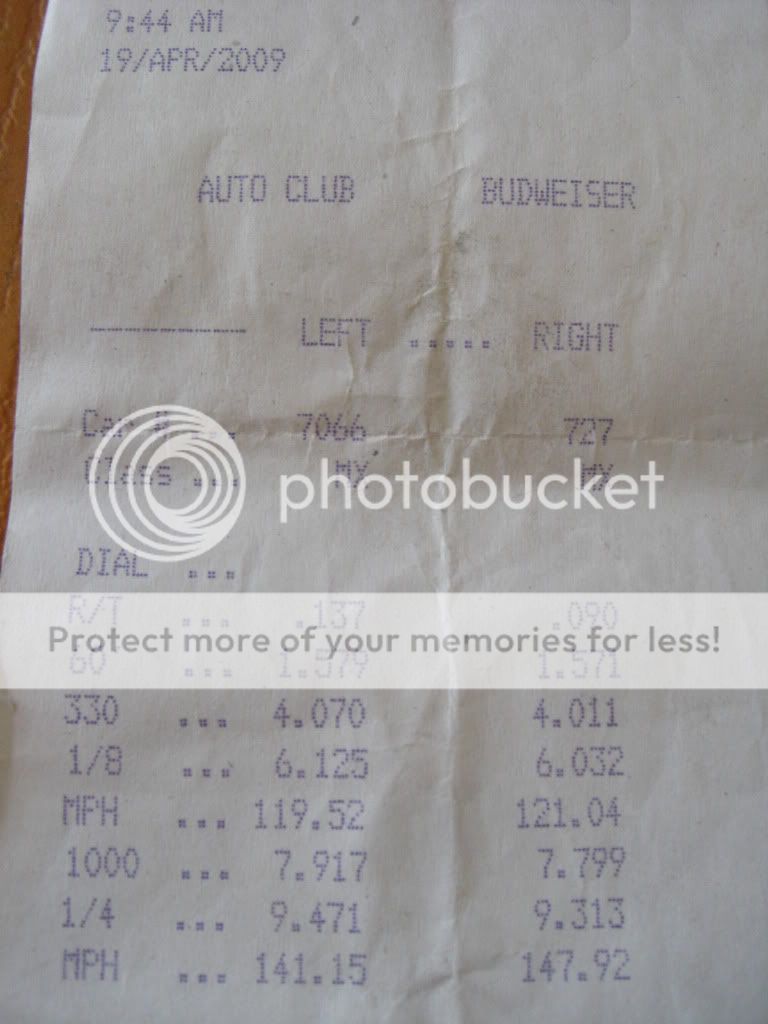 9:44 AM
19/APR/2009
AUTO CLUB BUDWEISER
--------- LEFT ..... RIGHT
Car # ... 7066 727
Class ...
photobucket
DIAL ...
R/T ... .137 .090
Protect more of your memories for less!
60 ... 1.579 1.571
330 ... 4.070 4.011
1/8 ... 6.125 6.032
MPH ... 119.52 121.04
1000 ... 7.917 7.799
1/4 ... 9.471 9.313
MPH ... 141.15 147.92